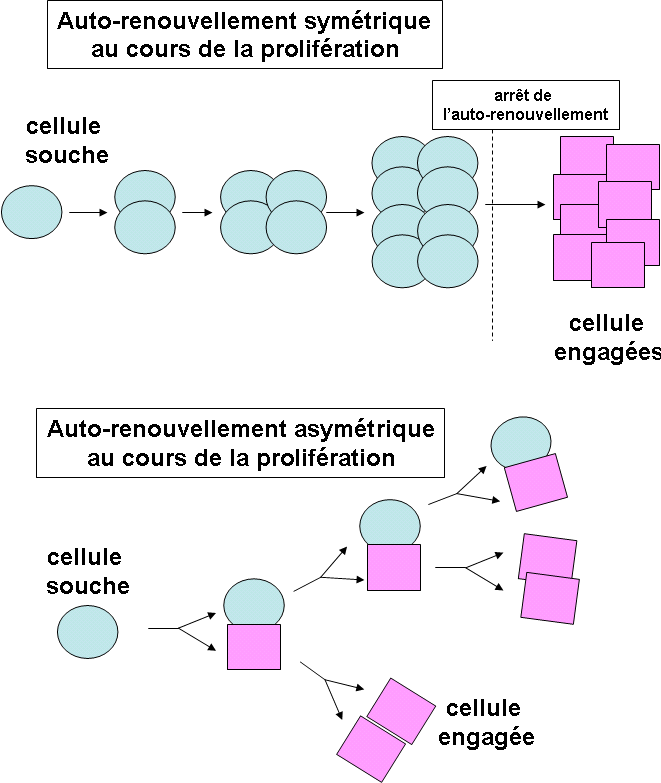 Auto-renouvellement symétrique
au cours de la prolifération
arrêt de
l'auto-renouvellement
cellule
souche
cellule
engagées
Auto-renouvellement asymétrique
au cours de la prolifération
cellule
souche
cellule
engagée